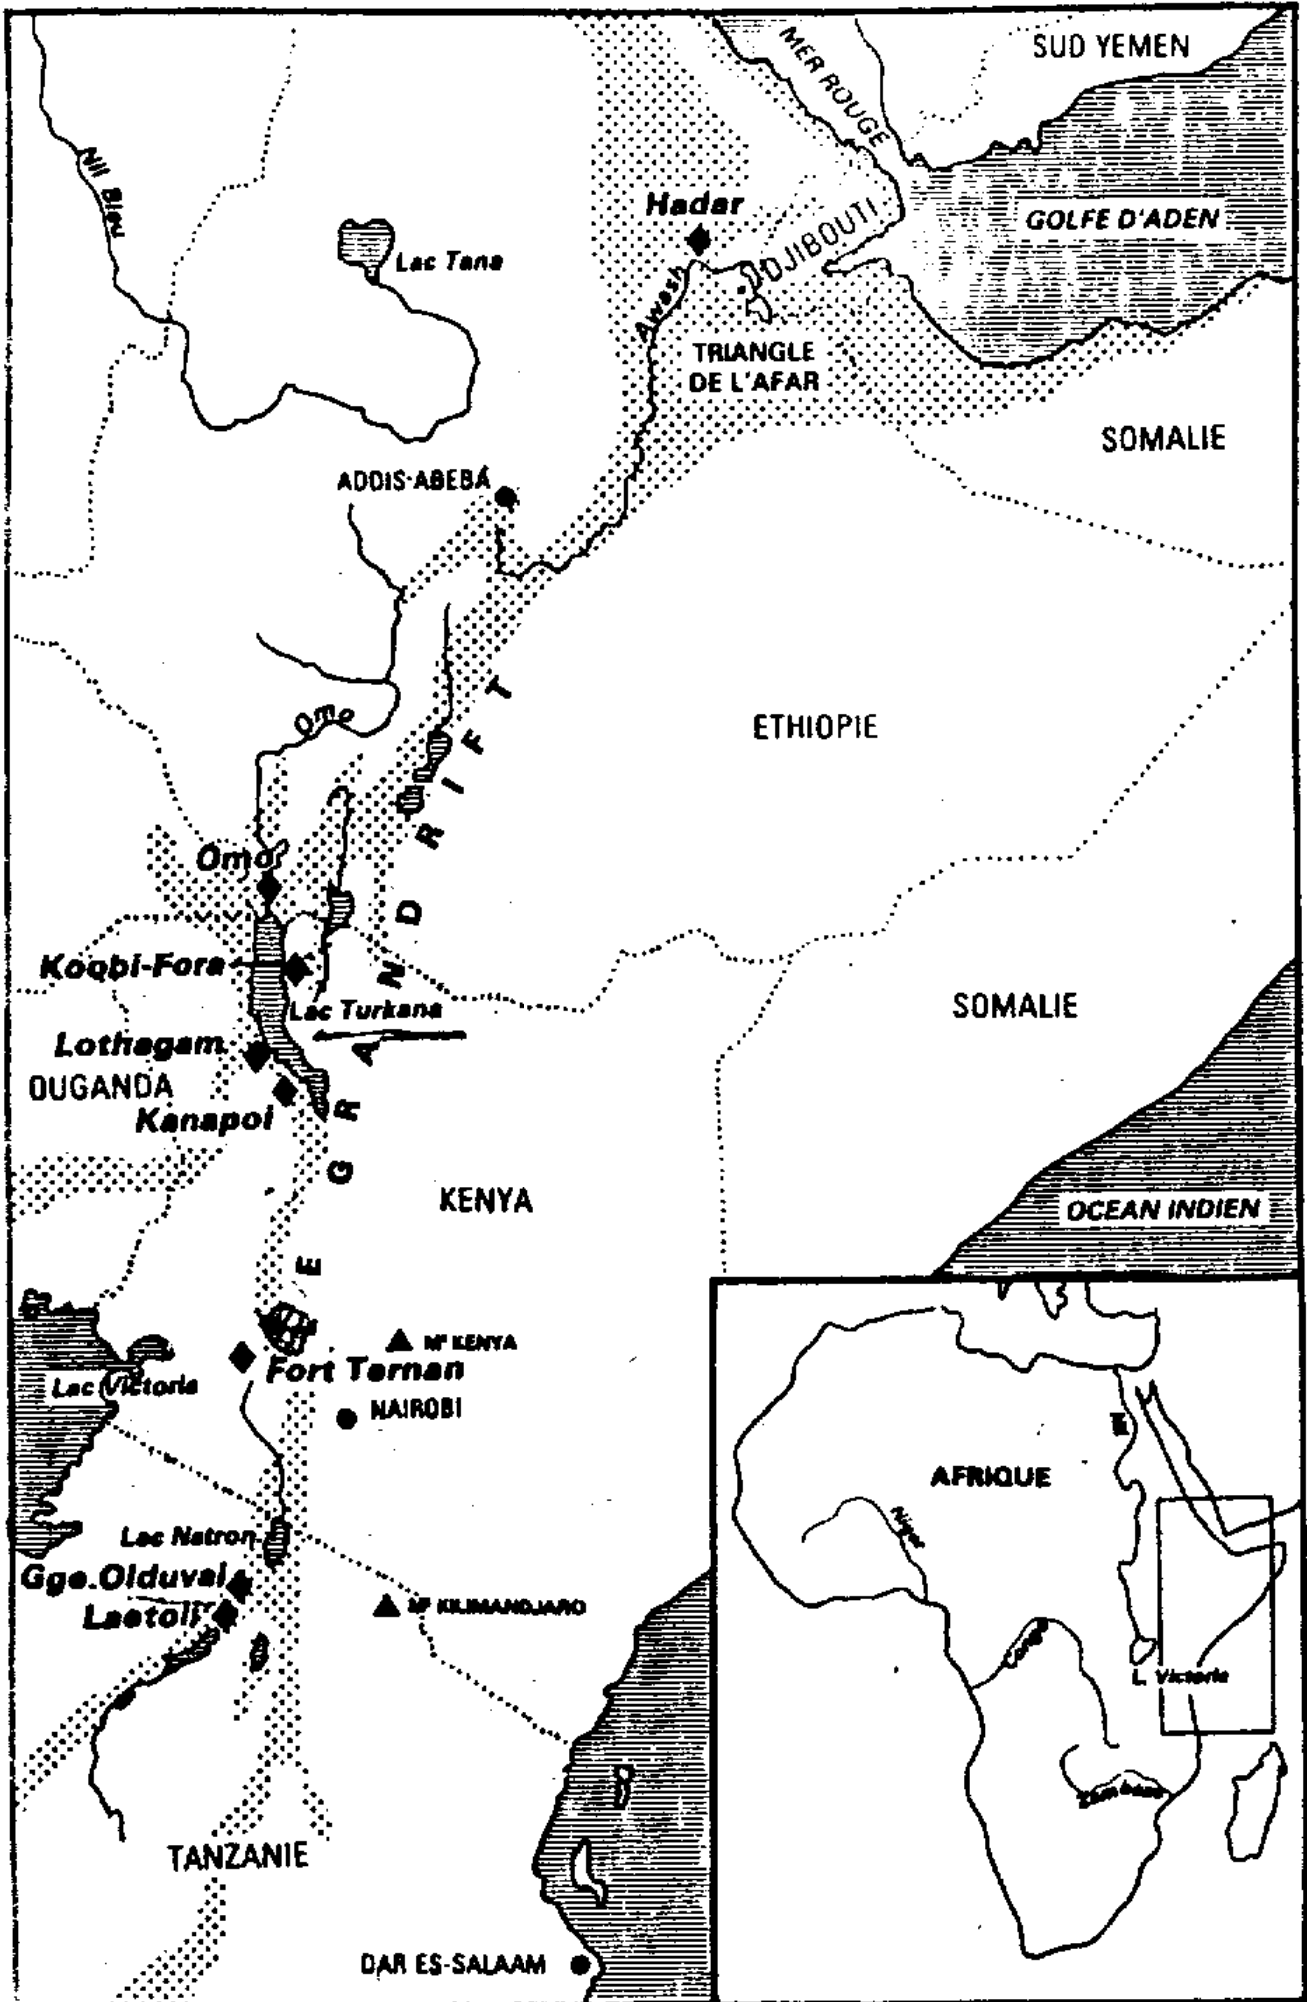 MER ROUGE
SUD YEMEN
Nil Bleu
Hadar
GOLFE D'ADEN
Lac Tana
DJIBOUTI
Awash
TRIANGLE
DE L'AFAR
SOMALIE
ADDIS-ABEBA
Omo
ETHIOPIE
LE GRAND RIFT
Omo
Koobi-Fora
Lac Turkana
SOMALIE
Lothagam
OUGANDA
Kanapoi
KENYA
OCEAN INDIEN
Mt KENYA
Fort Ternan
Lac Victoria
NAIROBI
Nil
AFRIQUE
Niger
Lac Natron
Gge.Olduvai
Laetoli
Mt KILIMANDJARO
Congo
L. Victoria
Zambèze
TANZANIE
DAR ES-SALAAM